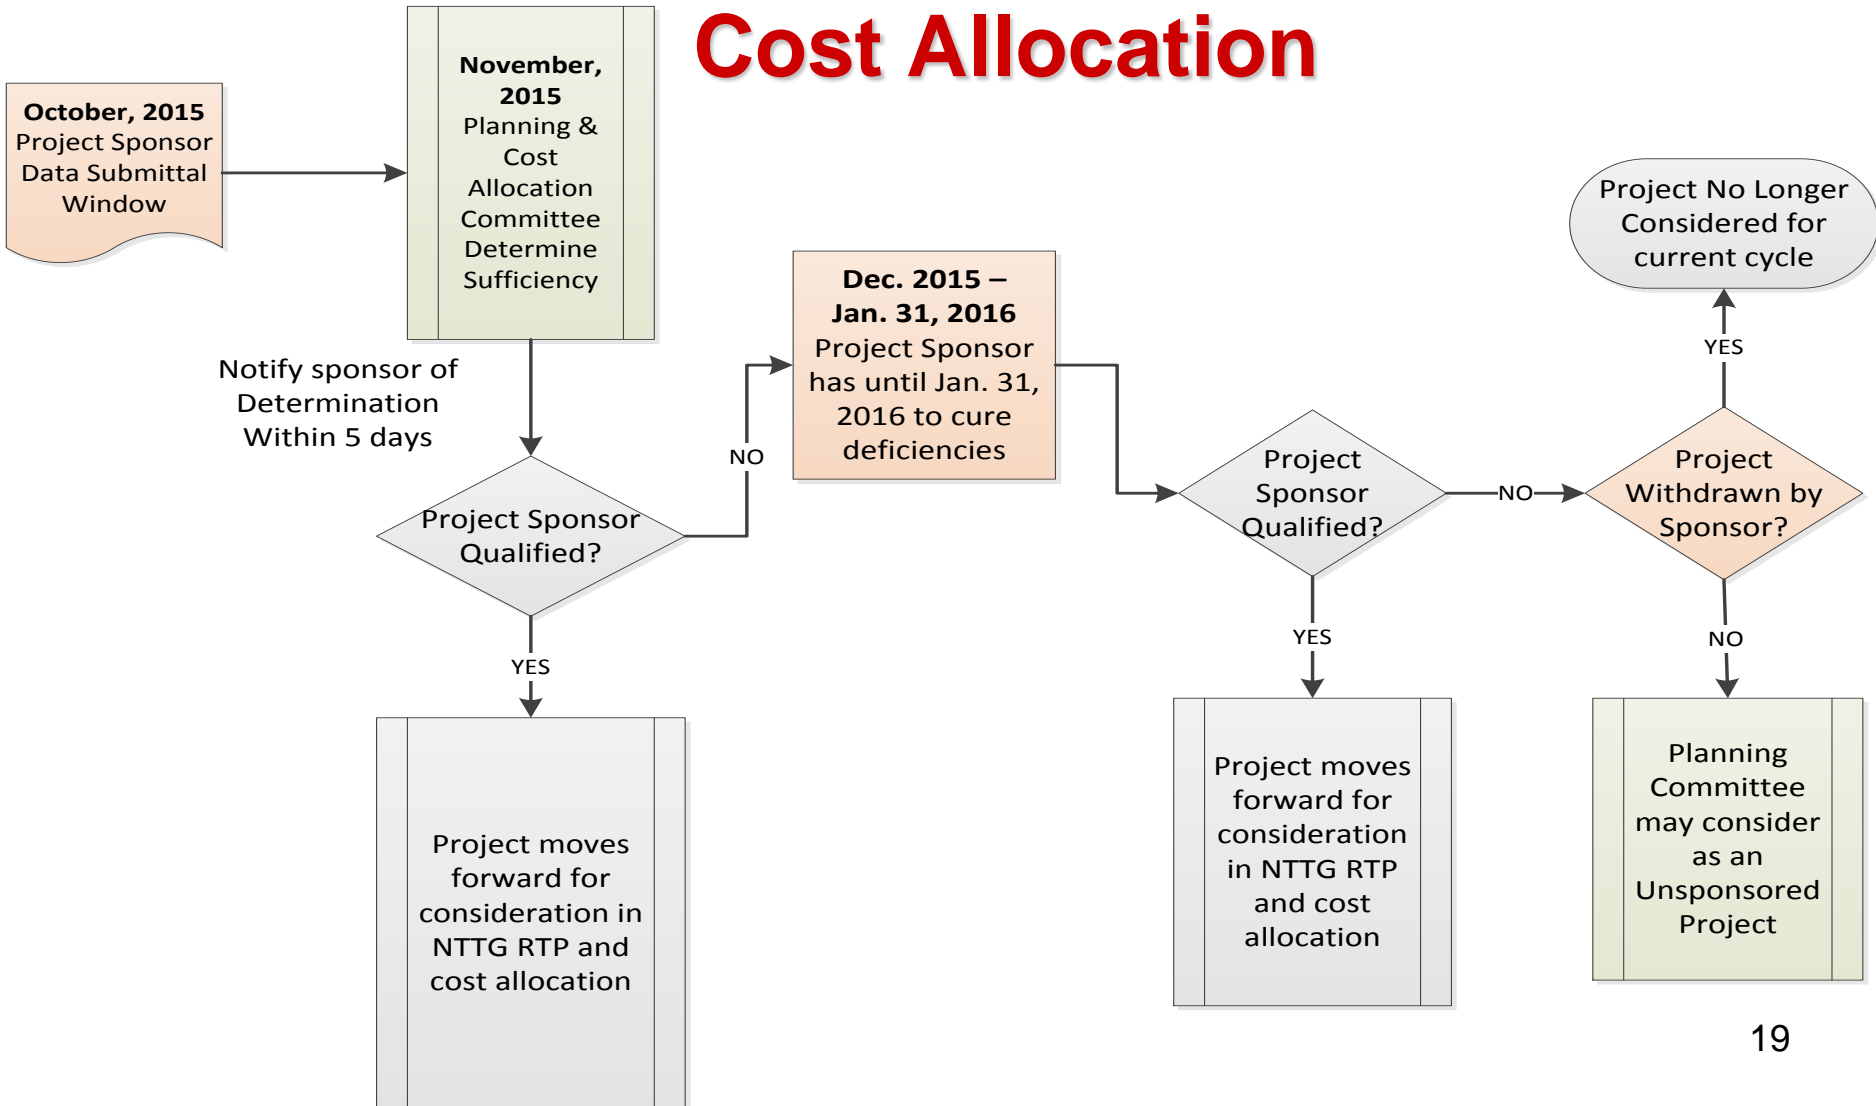 Cost Allocation
October, 2015
Project Sponsor
Data Submittal
Window
November,
2015
Planning &
Cost
Allocation
Committee
Determine
Sufficiency
Notify sponsor of
Determination
Within 5 days
Project Sponsor
Qualified?
YES
Project moves
forward for
consideration in
NTTG RTP and
cost allocation
NO
Dec. 2015 –
Jan. 31, 2016
Project Sponsor
has until Jan. 31,
2016 to cure
deficiencies
Project
Sponsor
Qualified?
YES
Project moves
forward for
consideration
in NTTG RTP
and cost
allocation
NO
Project
Withdrawn by
Sponsor?
YES
Project No Longer
Considered for
current cycle
NO
Planning
Committee
may consider
as an
Unsponsored
Project
19